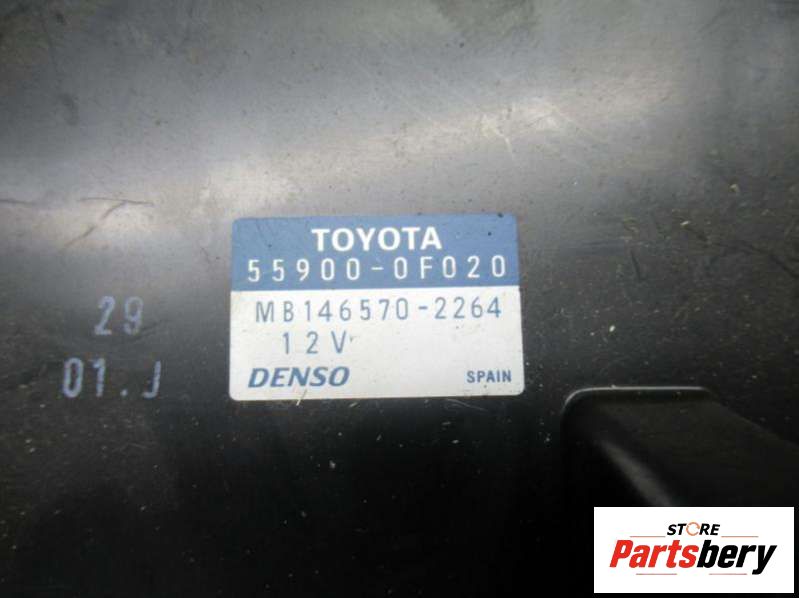 TOYOTA
55900-0F020
MB146570-2264
12V
DENSO SPAIN
29
01.J
STORE
Partsbery